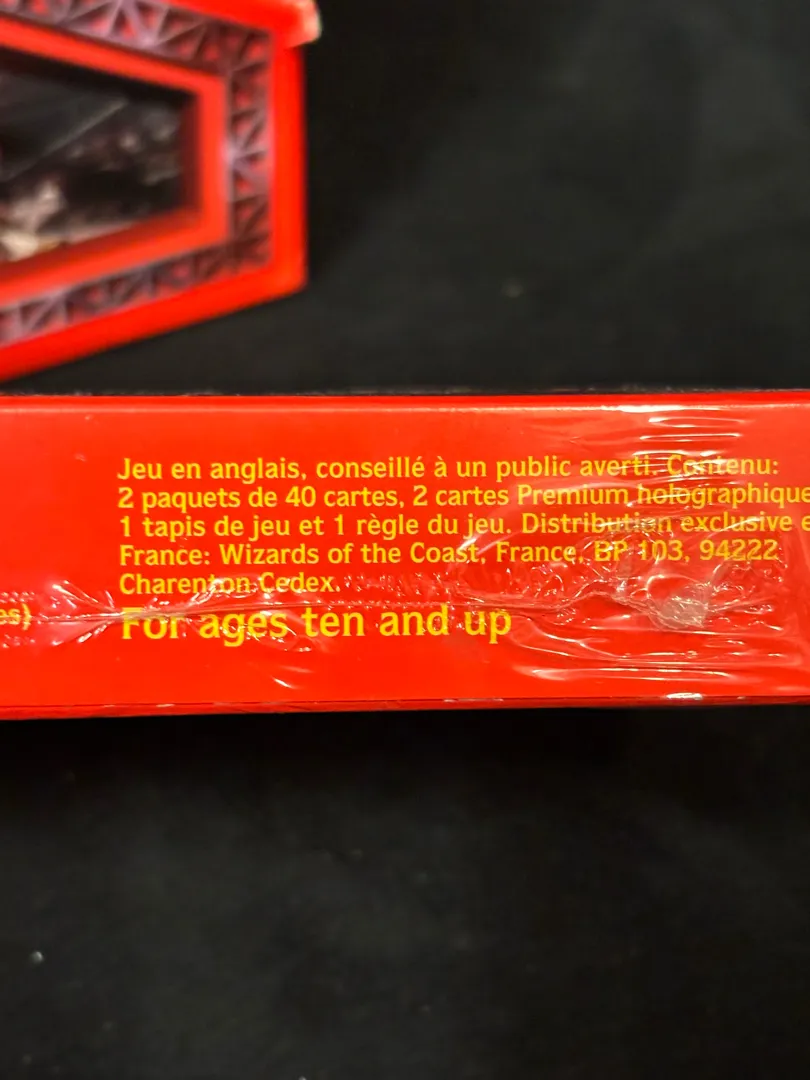 Jeu en anglais, conseillé à un public averti. Contenu:
2 paquets de 40 cartes, 2 cartes Premium holographique
1 tapis de jeu et 1 règle du jeu. Distribution exclusive e
France: Wizards of the Coast, France, BP 103, 94222
Charenton Cedex.
es)
For ages ten and up